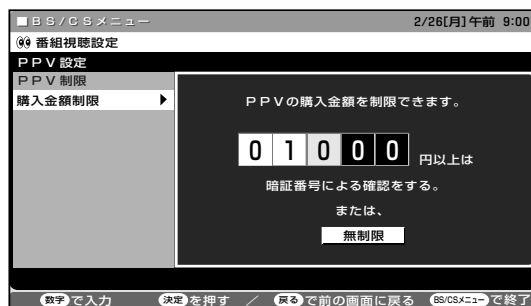 ■BS/CSメニュー 2/26[月]午前 9:00
番組視聴設定
PPV設定
PPV制限
購入金額制限 ▶
PPVの購入金額を制限できます。
01000 円以上は
暗証番号による確認をする。
または、
無制限
数字で入力 決定を押す / 戻るで前の画面に戻る BS/CSメニューで終了